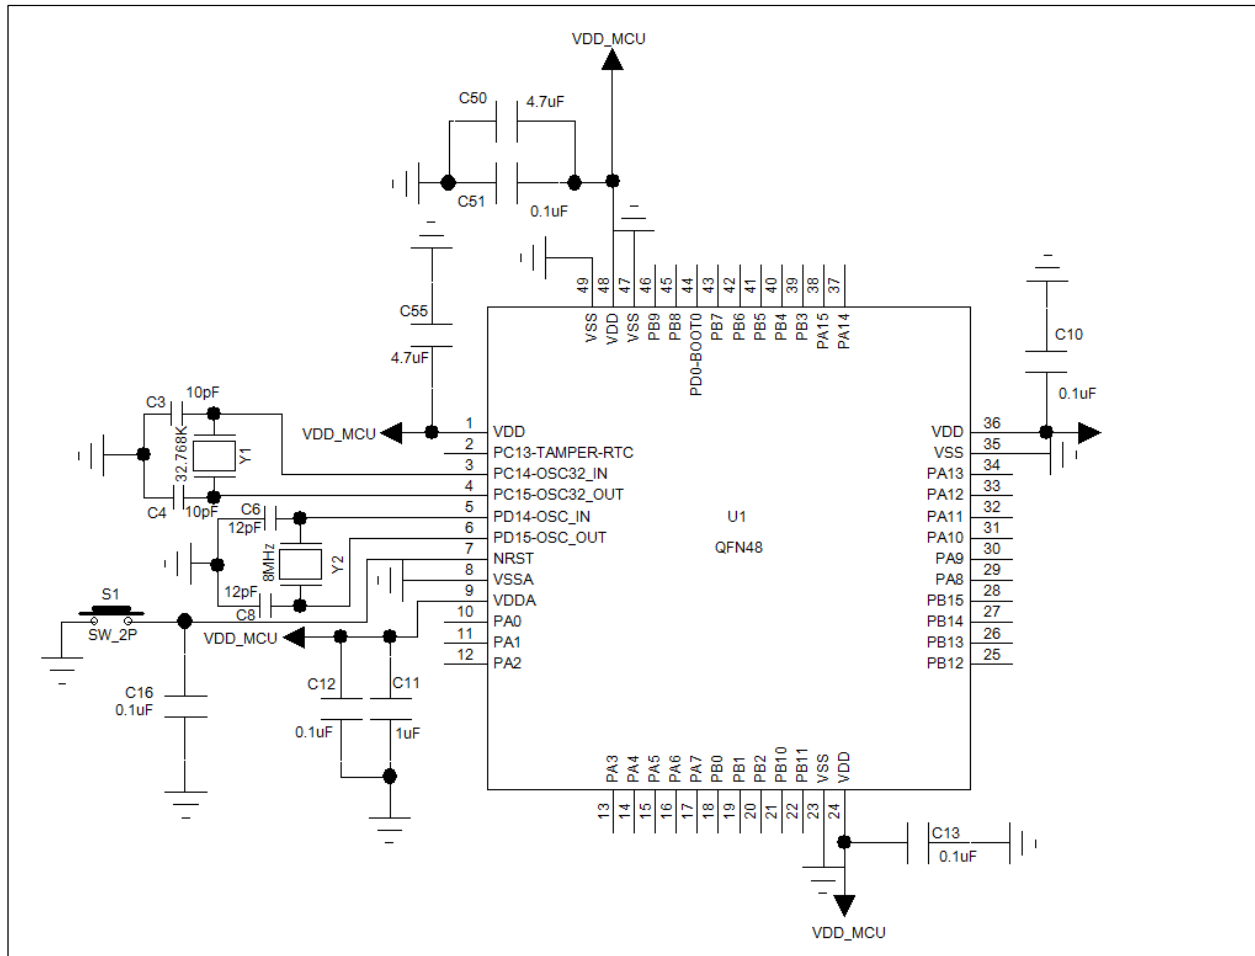 VDD_MCU
C50
4.7uF
C51
0.1uF
49
48
47
46
45
44
43
42
41
40
39
38
37
VSS
VDD
VSS
PB9
PB8
PD0-BOOT0
PB7
PB6
PB5
PB4
PB3
PA15
PA14
C55
4.7uF
C10
0.1uF
C3
10pF
32.768K
Y1
C4
10pF
VDD_MCU
1 VDD
2 PC13-TAMPER-RTC
3 PC14-OSC32_IN
4 PC15-OSC32_OUT
5 PD14-OSC_IN
6 PD15-OSC_OUT
7 NRST
8 VSSA
9 VDDA
10 PA0
11 PA1
12 PA2
U1
QFN48
VDD 36
VSS 35
PA13 34
PA12 33
PA11 32
PA10 31
PA9 30
PA8 29
PB15 28
PB14 27
PB13 26
PB12 25
C6
12pF
8MHz
Y2
12pF
C8
S1
SW_2P
VDD_MCU
C16
0.1uF
C12
0.1uF
C11
1uF
PA3
PA4
PA5
PA6
PA7
PB0
PB1
PB2
PB10
PB11
VSS
VDD
13
14
15
16
17
18
19
20
21
22
23
24
C13
0.1uF
VDD_MCU